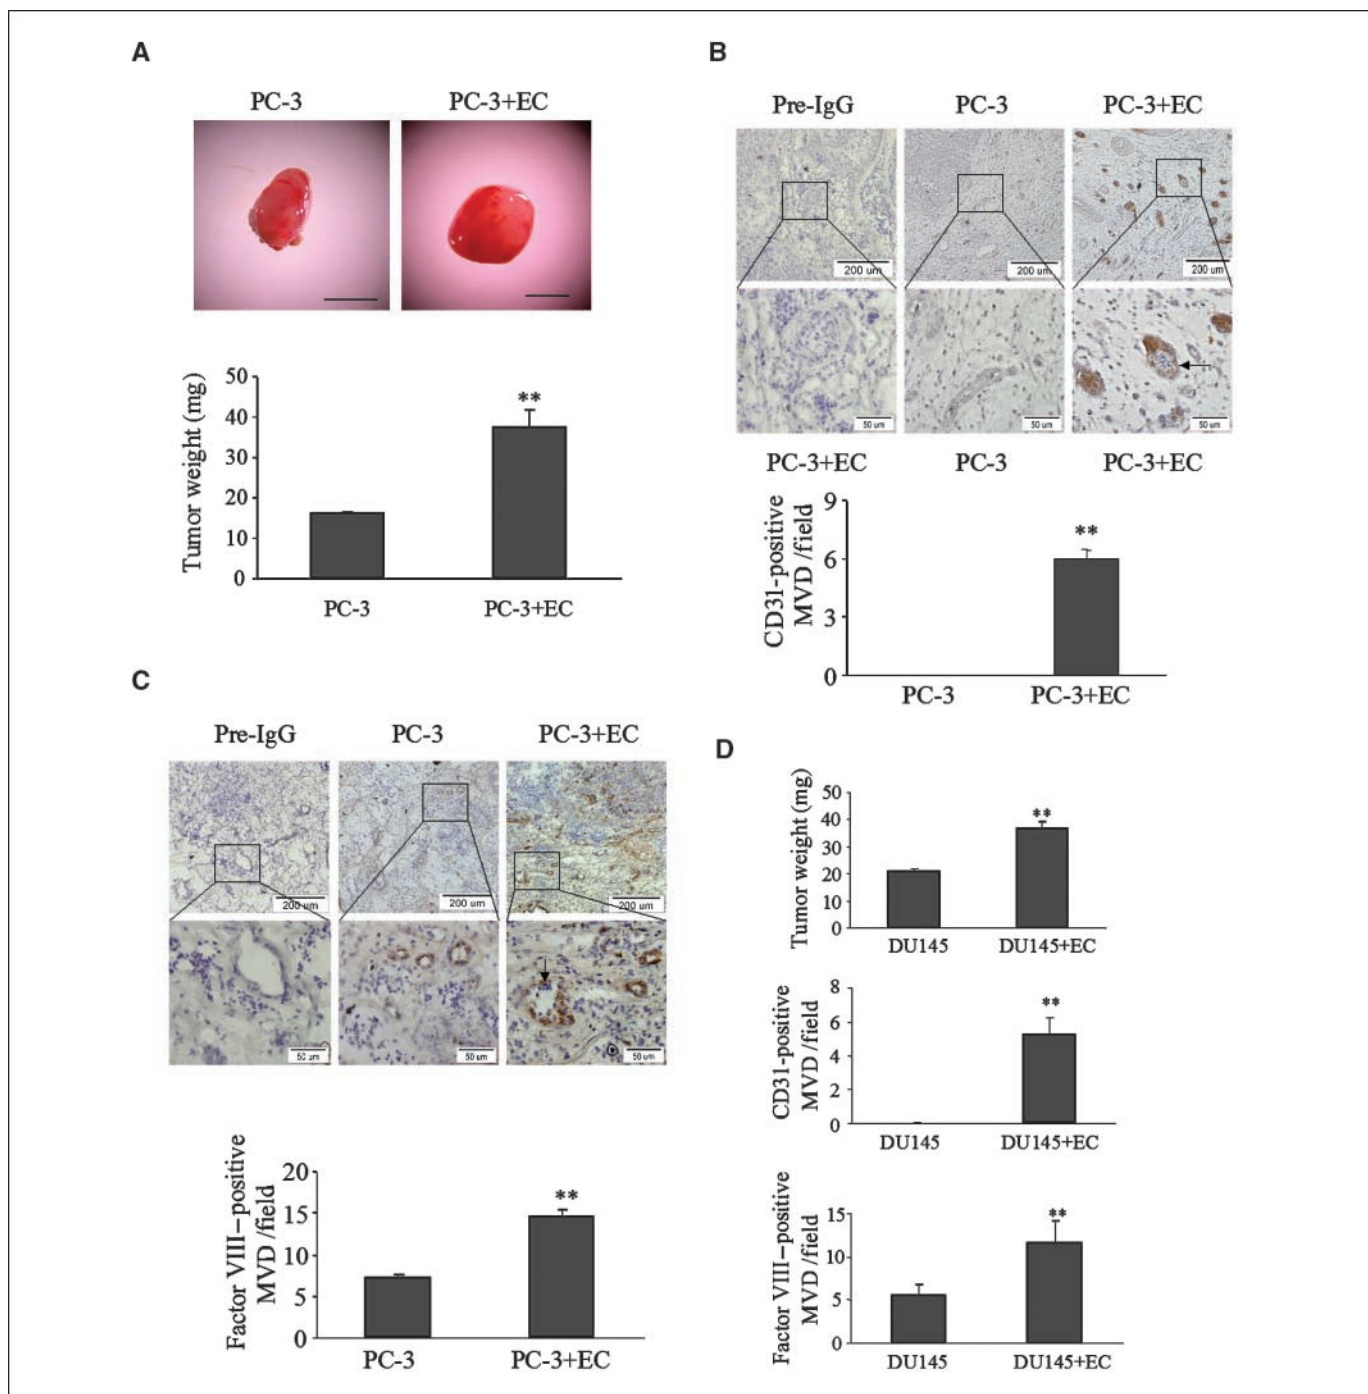 A
PC-3 PC-3+EC
Tumor weight (mg)
50
40
30
20
10
0
**
PC-3 PC-3+EC
B
Pre-IgG PC-3 PC-3+EC
200 um 200 um 200 um
50 um 50 um 50 um
PC-3+EC PC-3 PC-3+EC
CD31-positive
MVD /field
9
6
3
0
**
PC-3 PC-3+EC
C
Pre-IgG PC-3 PC-3+EC
200 um 200 um 200 um
50 um 50 um 50 um
Factor VIII–positive
MVD /field
20
15
10
5
0
**
PC-3 PC-3+EC
D
Tumor weight (mg)
50
40
30
20
10
0
**
DU145 DU145+EC
CD31-positive
MVD /field
8
6
4
2
0
**
DU145 DU145+EC
Factor VIII–positive
MVD /field
15
10
5
0
**
DU145 DU145+EC